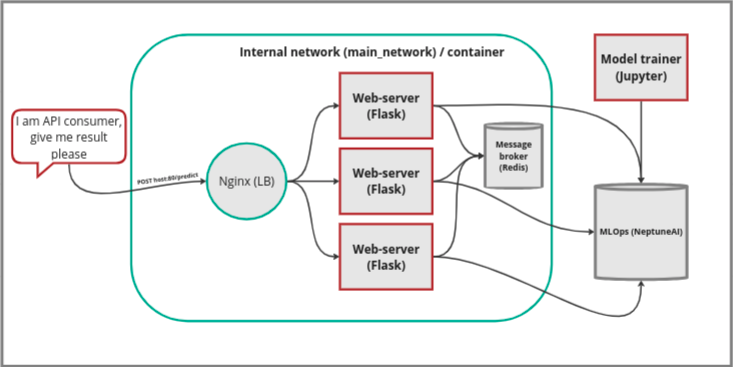 Internal network (main_network) / container
Model trainer
(Jupyter)
I am API consumer,
give me result
please
POST host:80/predict
Nginx (LB)
Web-server
(Flask)
Web-server
(Flask)
Web-server
(Flask)
Message
broker
(Redis)
MLOps (NeptuneAI)